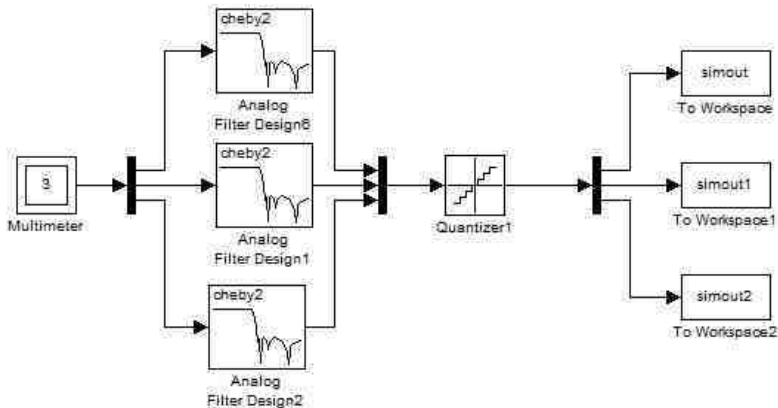 cheby2
Analog
Filter Design6
3
Multimeter
cheby2
Analog
Filter Design1
cheby2
Analog
Filter Design2
Quantizer1
simout
To Workspace
simout1
To Workspace1
simout2
To Workspace2